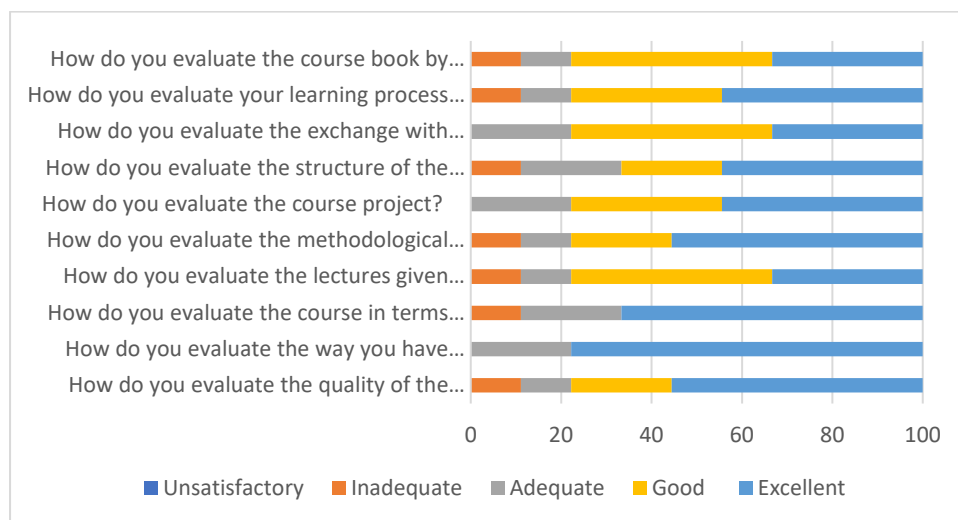 How do you evaluate the course book by...
How do you evaluate your learning process...
How do you evaluate the exchange with...
How do you evaluate the structure of the...
How do you evaluate the course project?
How do you evaluate the methodological...
How do you evaluate the lectures given...
How do you evaluate the course in terms...
How do you evaluate the way you have...
How do you evaluate the quality of the...
0 20 40 60 80 100
Unsatisfactory Inadequate Adequate Good Excellent